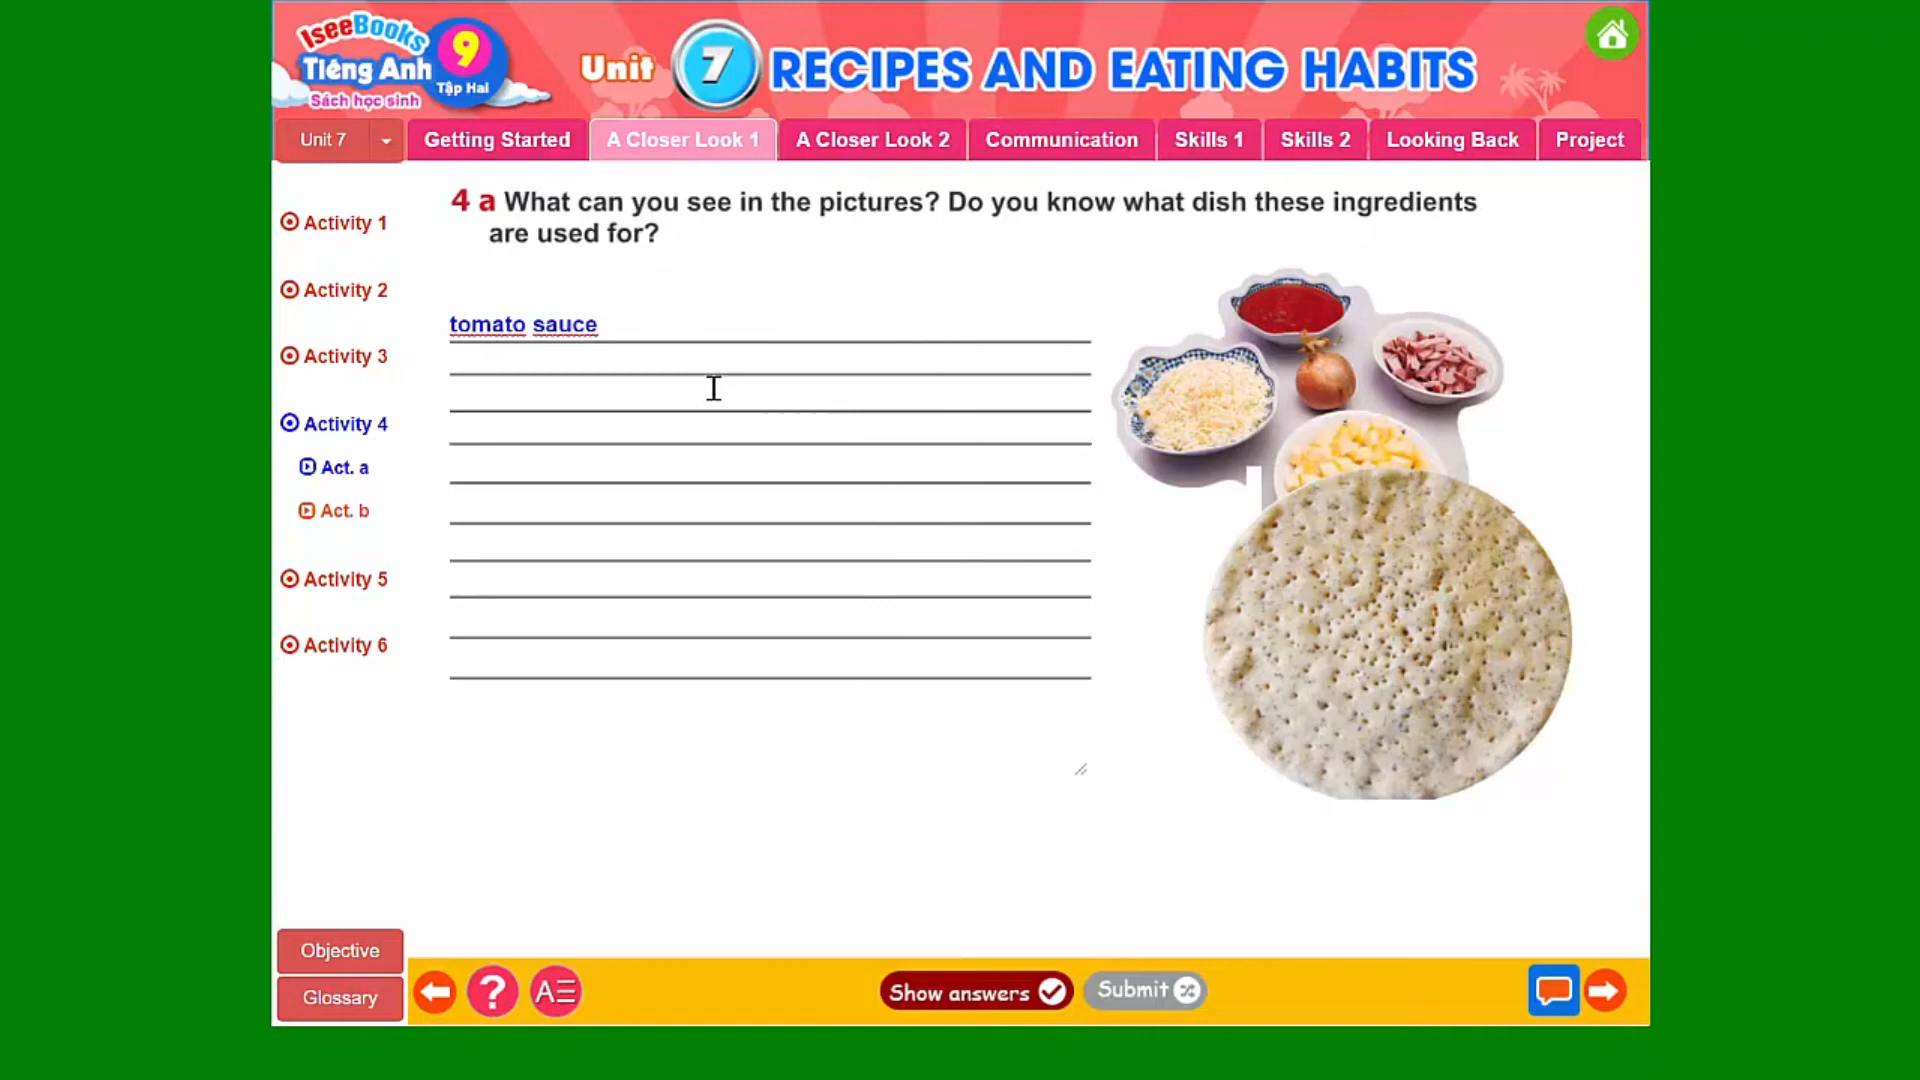 IseeBooks
Tiếng Anh 9
Tập Hai
Sách học sinh
Unit 7 RECIPES AND EATING HABITS
Unit 7 Getting Started A Closer Look 1 A Closer Look 2 Communication Skills 1 Skills 2 Looking Back Project
4 a What can you see in the pictures? Do you know what dish these ingredients
are used for?
Activity 1
Activity 2
Activity 3
Activity 4
Act. a
Act. b
Activity 5
Activity 6
tomato sauce
Objective
Glossary
? A
Show answers Submit